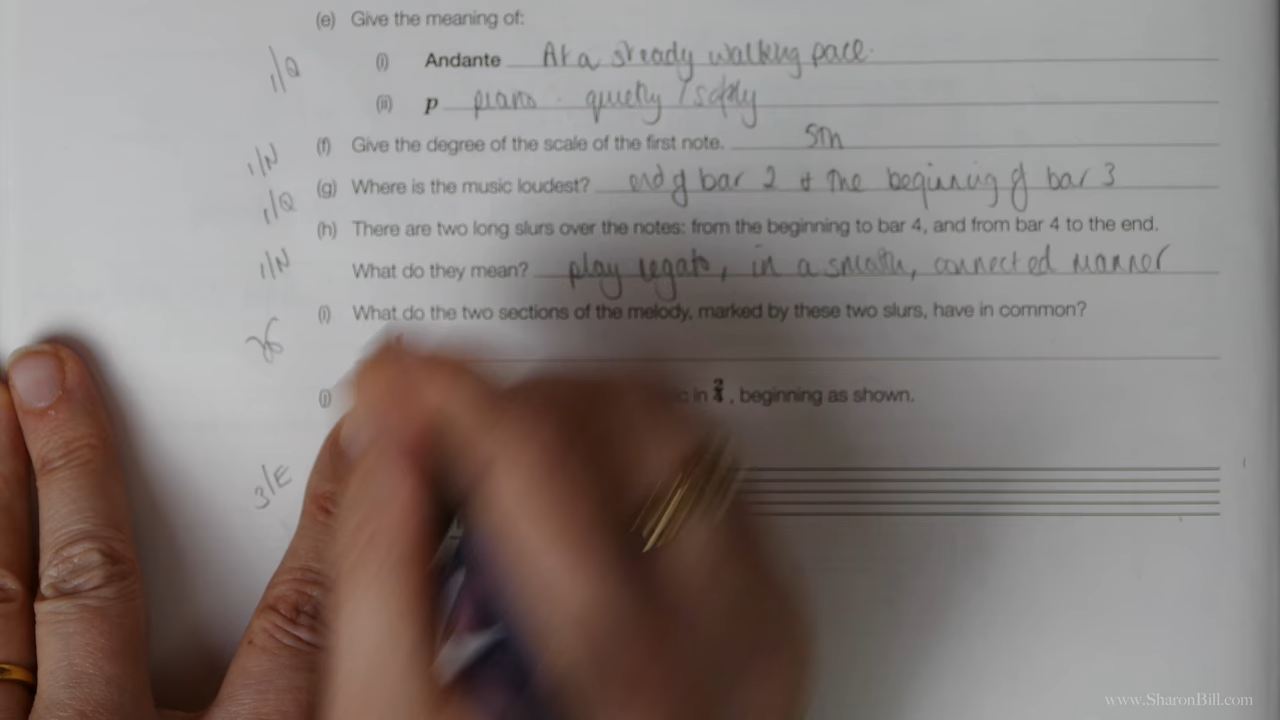 (e) Give the meaning of:
1/Q (i) Andante At a steady walking pace.
(ii) p piano. quietly / softly
1/N (f) Give the degree of the scale of the first note. 5th
1/Q (g) Where is the music loudest? end of bar 2 & the beginning of bar 3
(h) There are two long slurs over the notes: from the beginning to bar 4, and from bar 4 to the end.
1/N What do they mean? play legato, in a smooth, connected manner
(i) What do the two sections of the melody, marked by these two slurs, have in common?
(j) in 2/4, beginning as shown.
3/E
www.SharonBill.com